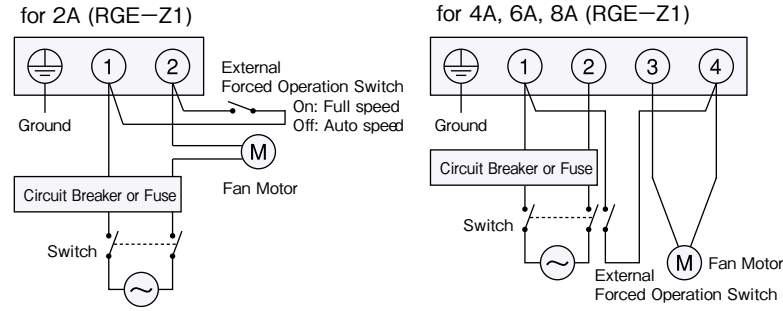 for 2A (RGE-Z1)
1
2
External
Forced Operation Switch
On: Full speed
Off: Auto speed
Ground
M
Fan Motor
Circuit Breaker or Fuse
Switch
for 4A, 6A, 8A (RGE-Z1)
1
2
3
4
Ground
Circuit Breaker or Fuse
Switch
M
Fan Motor
External
Forced Operation Switch